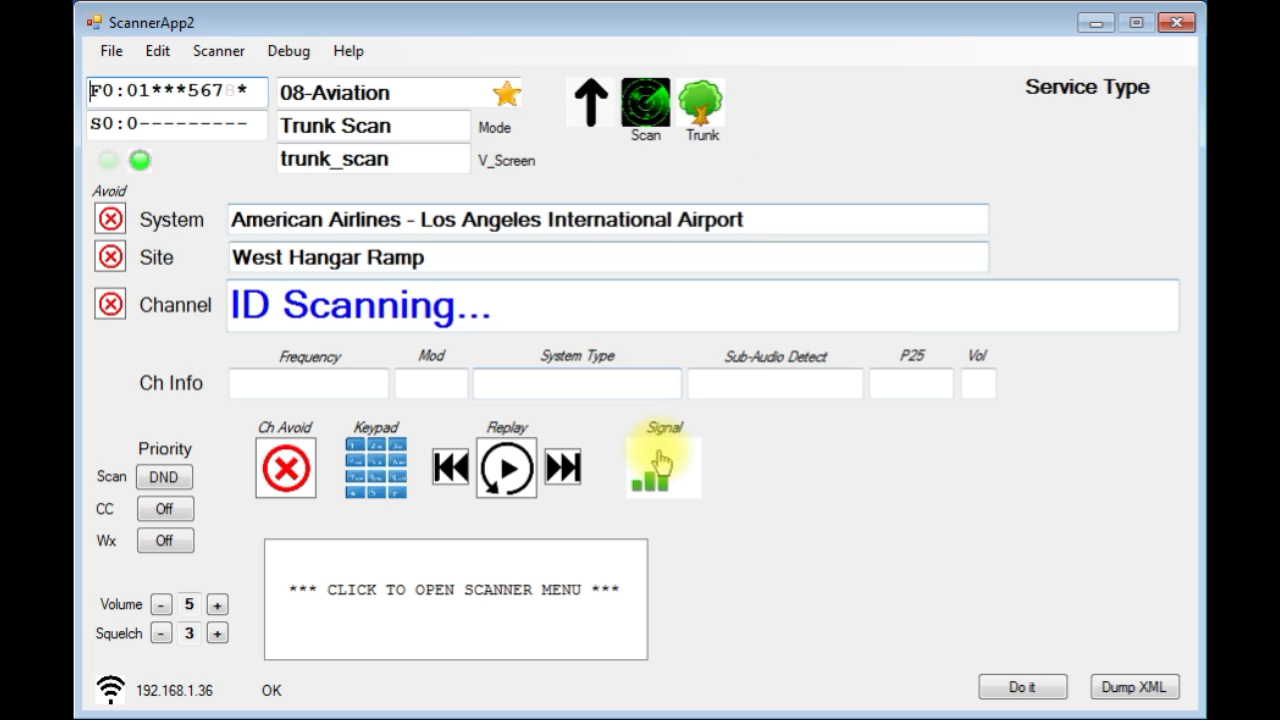 ScannerApp2
File Edit Scanner Debug Help
F0:01***5678*
08-Aviation
Service Type
S0:0---------
Trunk Scan
Mode
Scan
Trunk
trunk_scan
V_Screen
Avoid
System
American Airlines - Los Angeles International Airport
Site
West Hangar Ramp
Channel
ID Scanning...
Frequency Mod System Type Sub-Audio Detect P25 Vol
Ch Info
Ch Avoid Keypad Replay Signal
Priority
Scan DND
CC Off
Wx Off
*** CLICK TO OPEN SCANNER MENU ***
Volume - 5 +
Squelch - 3 +
192.168.1.36 OK
Do it Dump XML